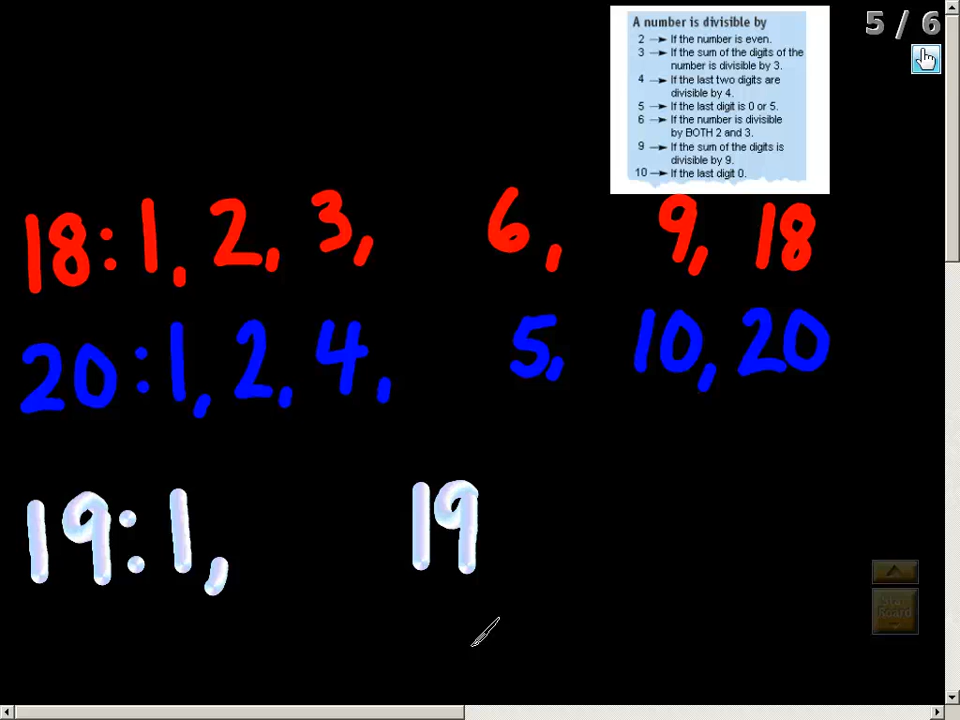 5 / 6
A number is divisible by
2 → If the number is even.
3 → If the sum of the digits of the
number is divisible by 3.
4 → If the last two digits are
divisible by 4.
5 → If the last digit is 0 or 5.
6 → If the number is divisible
by BOTH 2 and 3.
9 → If the sum of the digits is
divisible by 9.
10 → If the last digit 0.
18: 1, 2, 3, 6, 9, 18
20: 1, 2, 4, 5, 10, 20
19: 1, 19
Star
Board